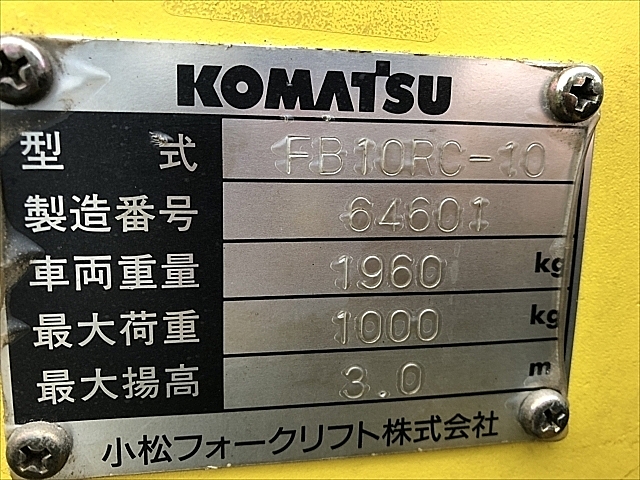 KOMATSU
型 式 FB10RC-10
製造番号 64601
車両重量 1960 kg
最大荷重 1000 kg
最大揚高 3.0 m
小松フォークリフト株式会社